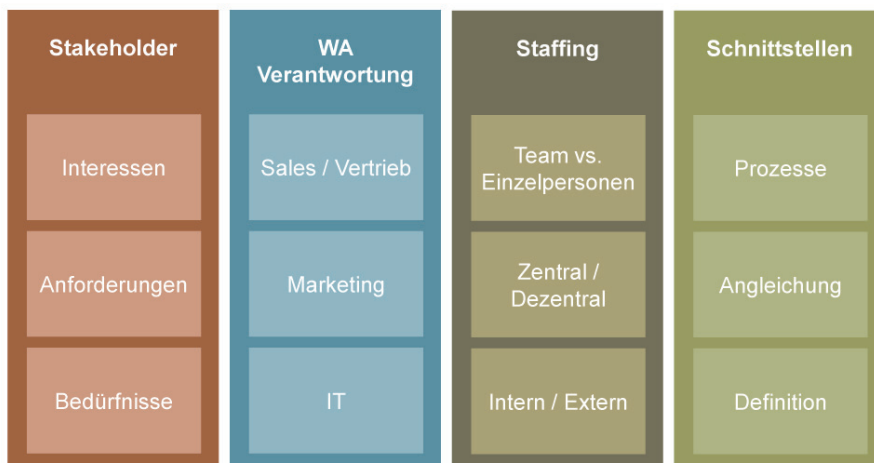 Stakeholder
Interessen
Anforderungen
Bedürfnisse
WA
Verantwortung
Sales / Vertrieb
Marketing
IT
Staffing
Team vs.
Einzelpersonen
Zentral /
Dezentral
Intern / Extern
Schnittstellen
Prozesse
Angleichung
Definition